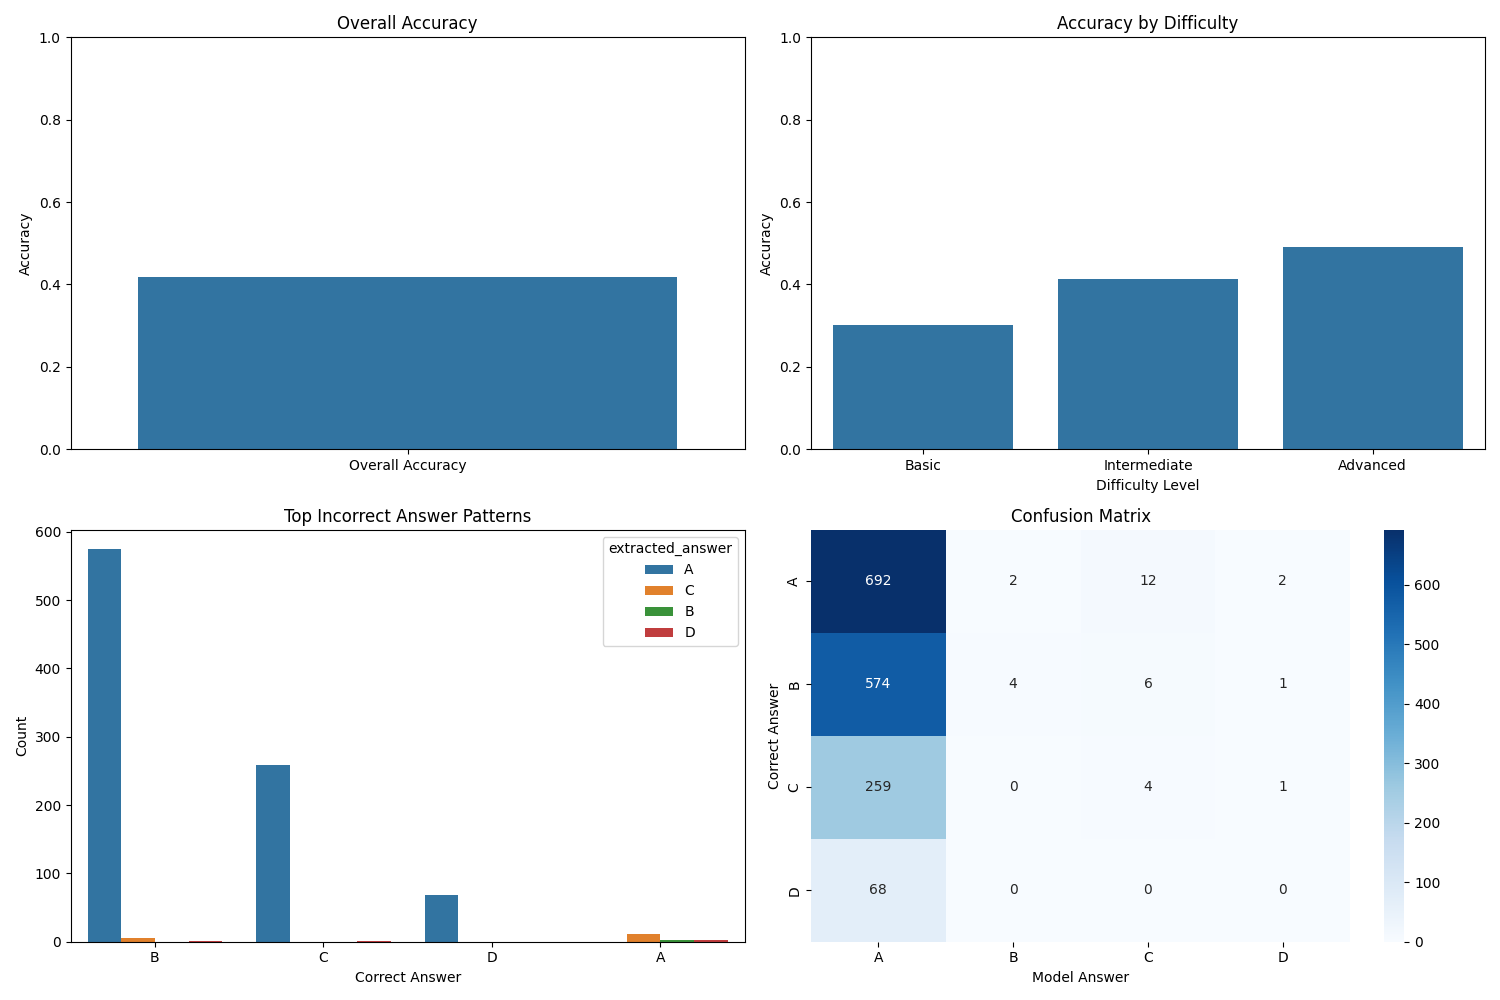 Overall Accuracy
1.0
0.8
0.6
0.4
0.2
0.0
Accuracy
Overall Accuracy
Accuracy by Difficulty
1.0
0.8
0.6
0.4
0.2
0.0
Accuracy
Basic Intermediate Advanced
Difficulty Level
Top Incorrect Answer Patterns
600
500
400
300
200
100
0
Count
extracted_answer
A
C
B
D
B C D A
Correct Answer
Confusion Matrix
Correct Answer
A 692 2 12 2
B 574 4 6 1
C 259 0 4 1
D 68 0 0 0
A B C D
Model Answer
600
500
400
300
200
100
0